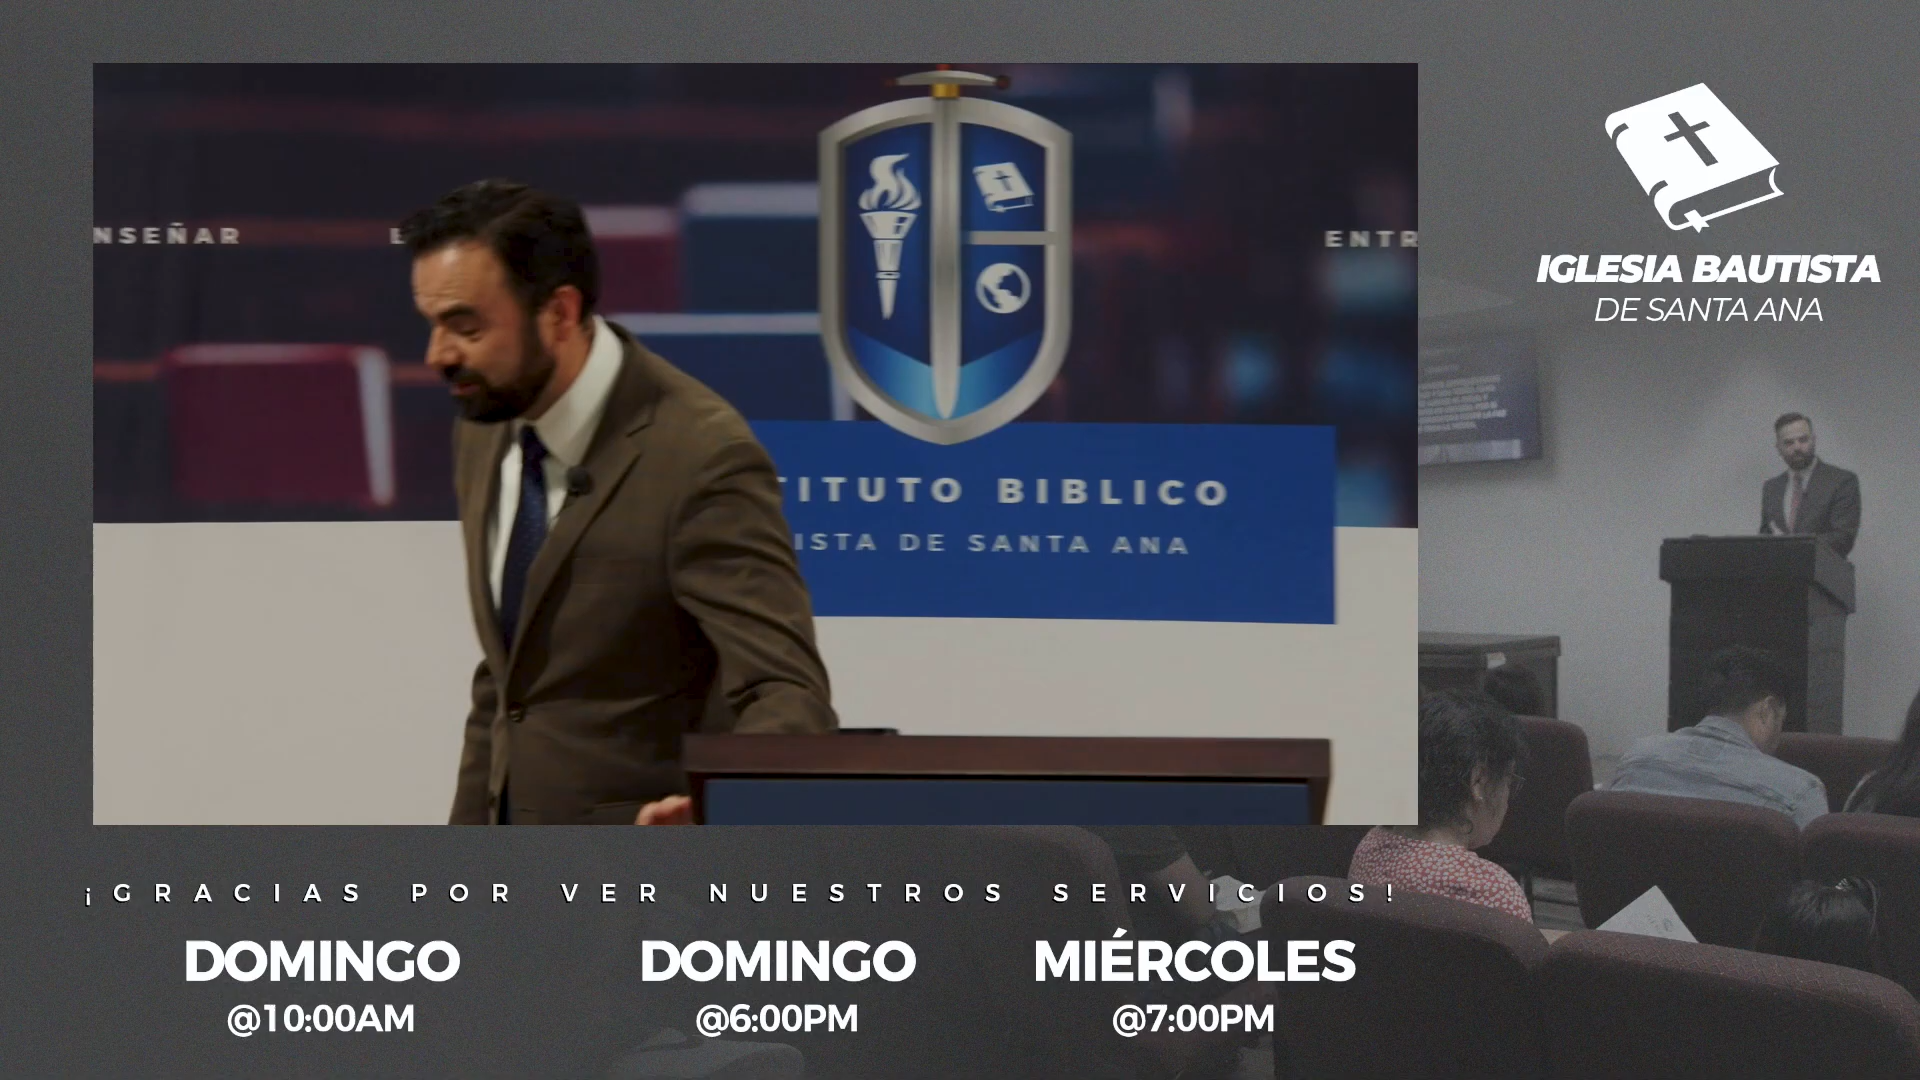 NSEÑAR
ENTR
TITUTO BIBLICO
ISTA DE SANTA ANA
IGLESIA BAUTISTA
DE SANTA ANA
¡GRACIAS POR VER NUESTROS SERVICIOS!
DOMINGO DOMINGO MIÉRCOLES
@10:00AM @6:00PM @7:00PM